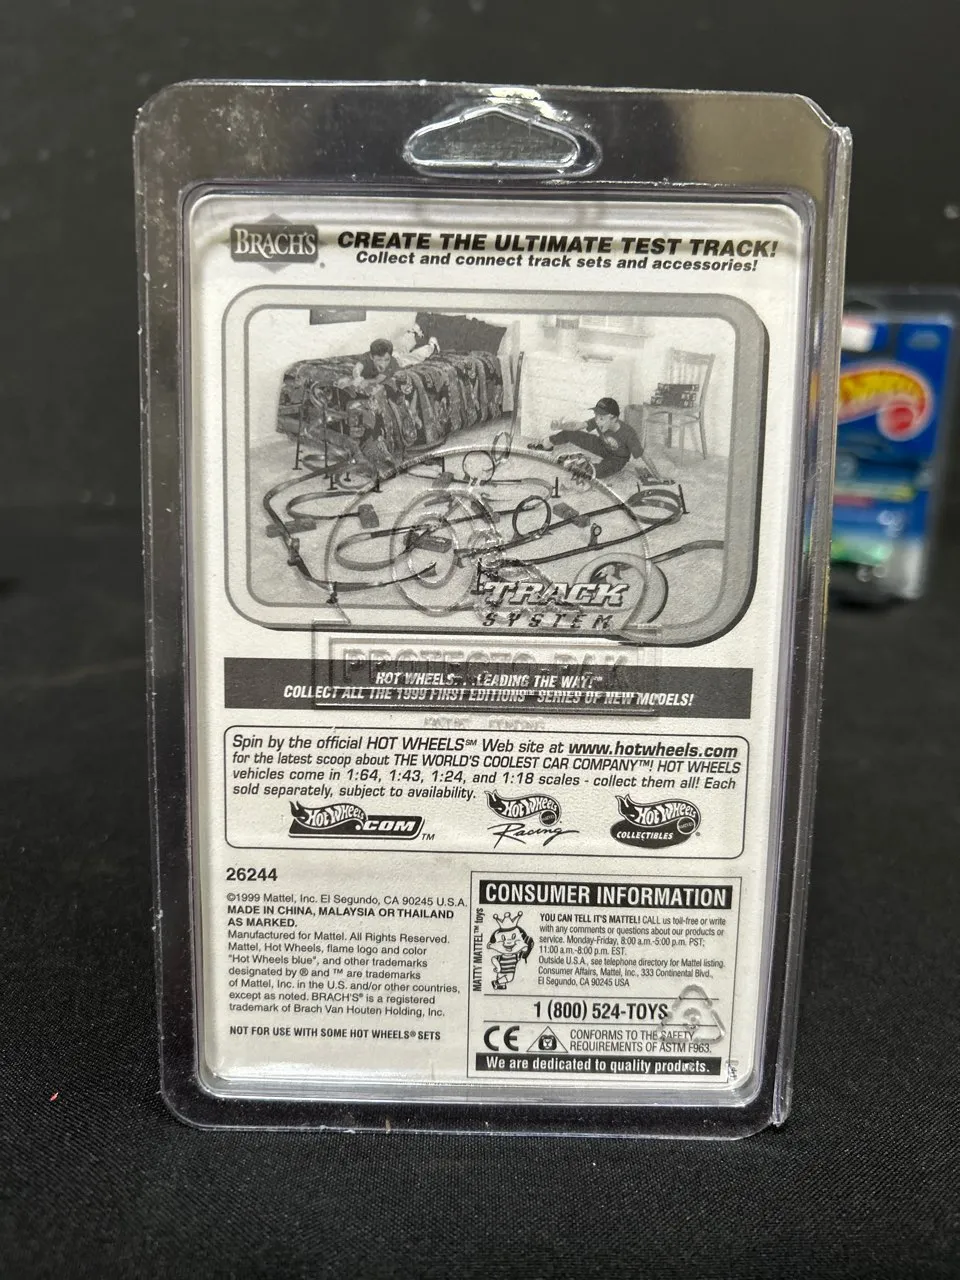 BRACH'S
CREATE THE ULTIMATE TEST TRACK!
Collect and connect track sets and accessories!
TRACK
SYSTEM
PROTECTO-PAK
HOT WHEELS. . .LEADING THE WAY!™
COLLECT ALL THE 1999 FIRST EDITIONS™ SERIES OF NEW MODELS!
Spin by the official HOT WHEELS℠ Web site at www.hotwheels.com
for the latest scoop about THE WORLD'S COOLEST CAR COMPANY™! HOT WHEELS
vehicles come in 1:64, 1:43, 1:24, and 1:18 scales - collect them all! Each
sold separately, subject to availability.
Hot Wheels .COM ™
Hot Wheels Racing
Hot Wheels COLLECTIBLES
26244
©1999 Mattel, Inc. El Segundo, CA 90245 U.S.A.
MADE IN CHINA, MALAYSIA OR THAILAND
AS MARKED.
Manufactured for Mattel. All Rights Reserved.
Mattel, Hot Wheels, flame logo and color
"Hot Wheels blue", and other trademarks
designated by ® and ™ are trademarks
of Mattel, Inc. in the U.S. and/or other countries,
except as noted. BRACH'S® is a registered
trademark of Brach Van Houten Holding, Inc.
NOT FOR USE WITH SOME HOT WHEELS® SETS
CONSUMER INFORMATION
MATTY MATTEL™ toys
YOU CAN TELL IT'S MATTEL! CALL us toll-free or write
with any comments or questions about our products or
service. Monday-Friday, 8:00 a.m.-5:00 p.m. PST;
11:00 a.m.-8:00 p.m. EST.
Outside U.S.A., see telephone directory for Mattel listing.
Consumer Affairs, Mattel, Inc., 333 Continental Blvd.,
El Segundo, CA 90245 USA
1 (800) 524-TOYS
CE
CONFORMS TO THE SAFETY
REQUIREMENTS OF ASTM F963.
We are dedicated to quality products.